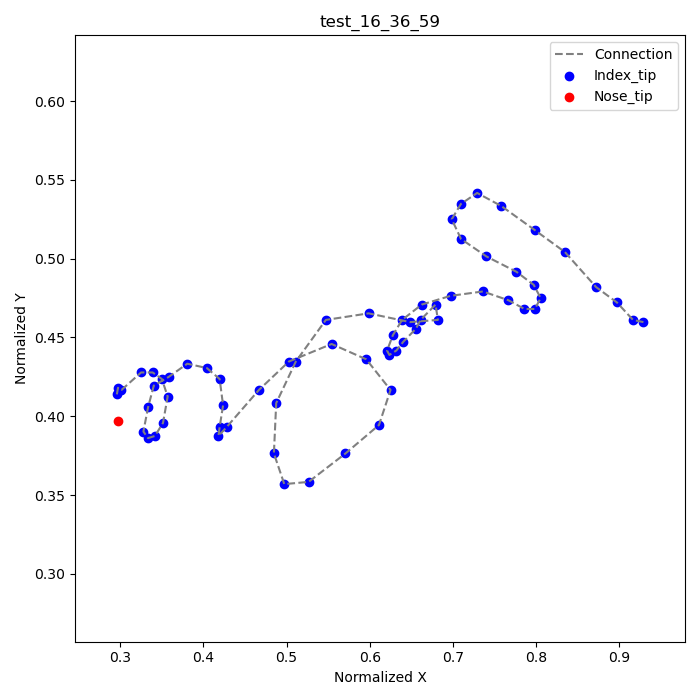 test_16_36_59
Connection
Index_tip
Nose_tip
0.60
0.55
0.50
0.45
0.40
0.35
0.30
Normalized Y
0.3 0.4 0.5 0.6 0.7 0.8 0.9
Normalized X